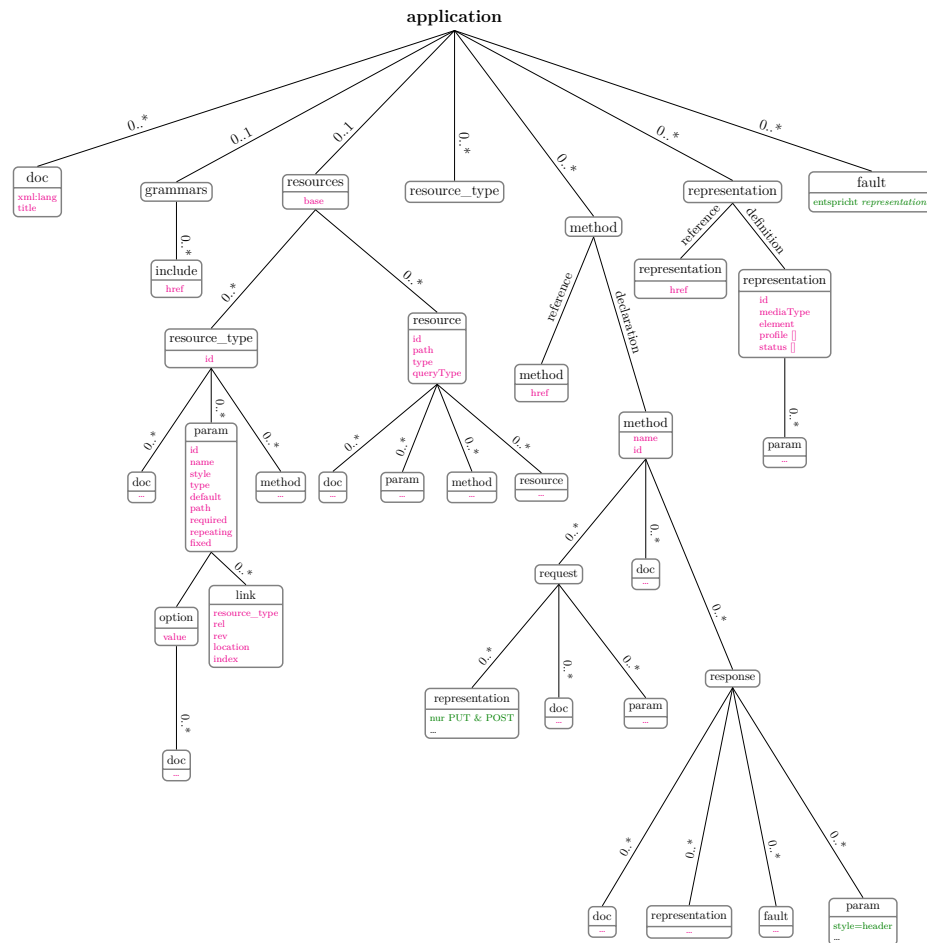 application
0..*
0..1
0..1
0..*
0..*
0..*
0..*
doc
xml:lang
title
grammars
resources
base
resource_type
method
representation
fault
entspricht representation
0..*
include
href
0..*
0..*
reference
declaration
reference
definition
representation
href
representation
id
mediaType
element
profile []
status []
resource_type
id
resource
id
path
type
queryType
method
href
method
name
id
0..*
param
...
0..*
0..*
0..*
doc
...
param
id
name
style
type
default
path
required
repeating
fixed
method
...
0..*
0..*
0..*
0..*
doc
...
param
...
method
...
resource
...
0..*
option
value
link
resource_type
rel
rev
location
index
0..*
doc
...
0..*
0..*
0..*
request
doc
...
response
0..*
0..*
0..*
representation
nur PUT & POST
...
doc
...
param
...
0..*
0..*
0..*
0..*
doc
...
representation
...
fault
...
param
style=header
...